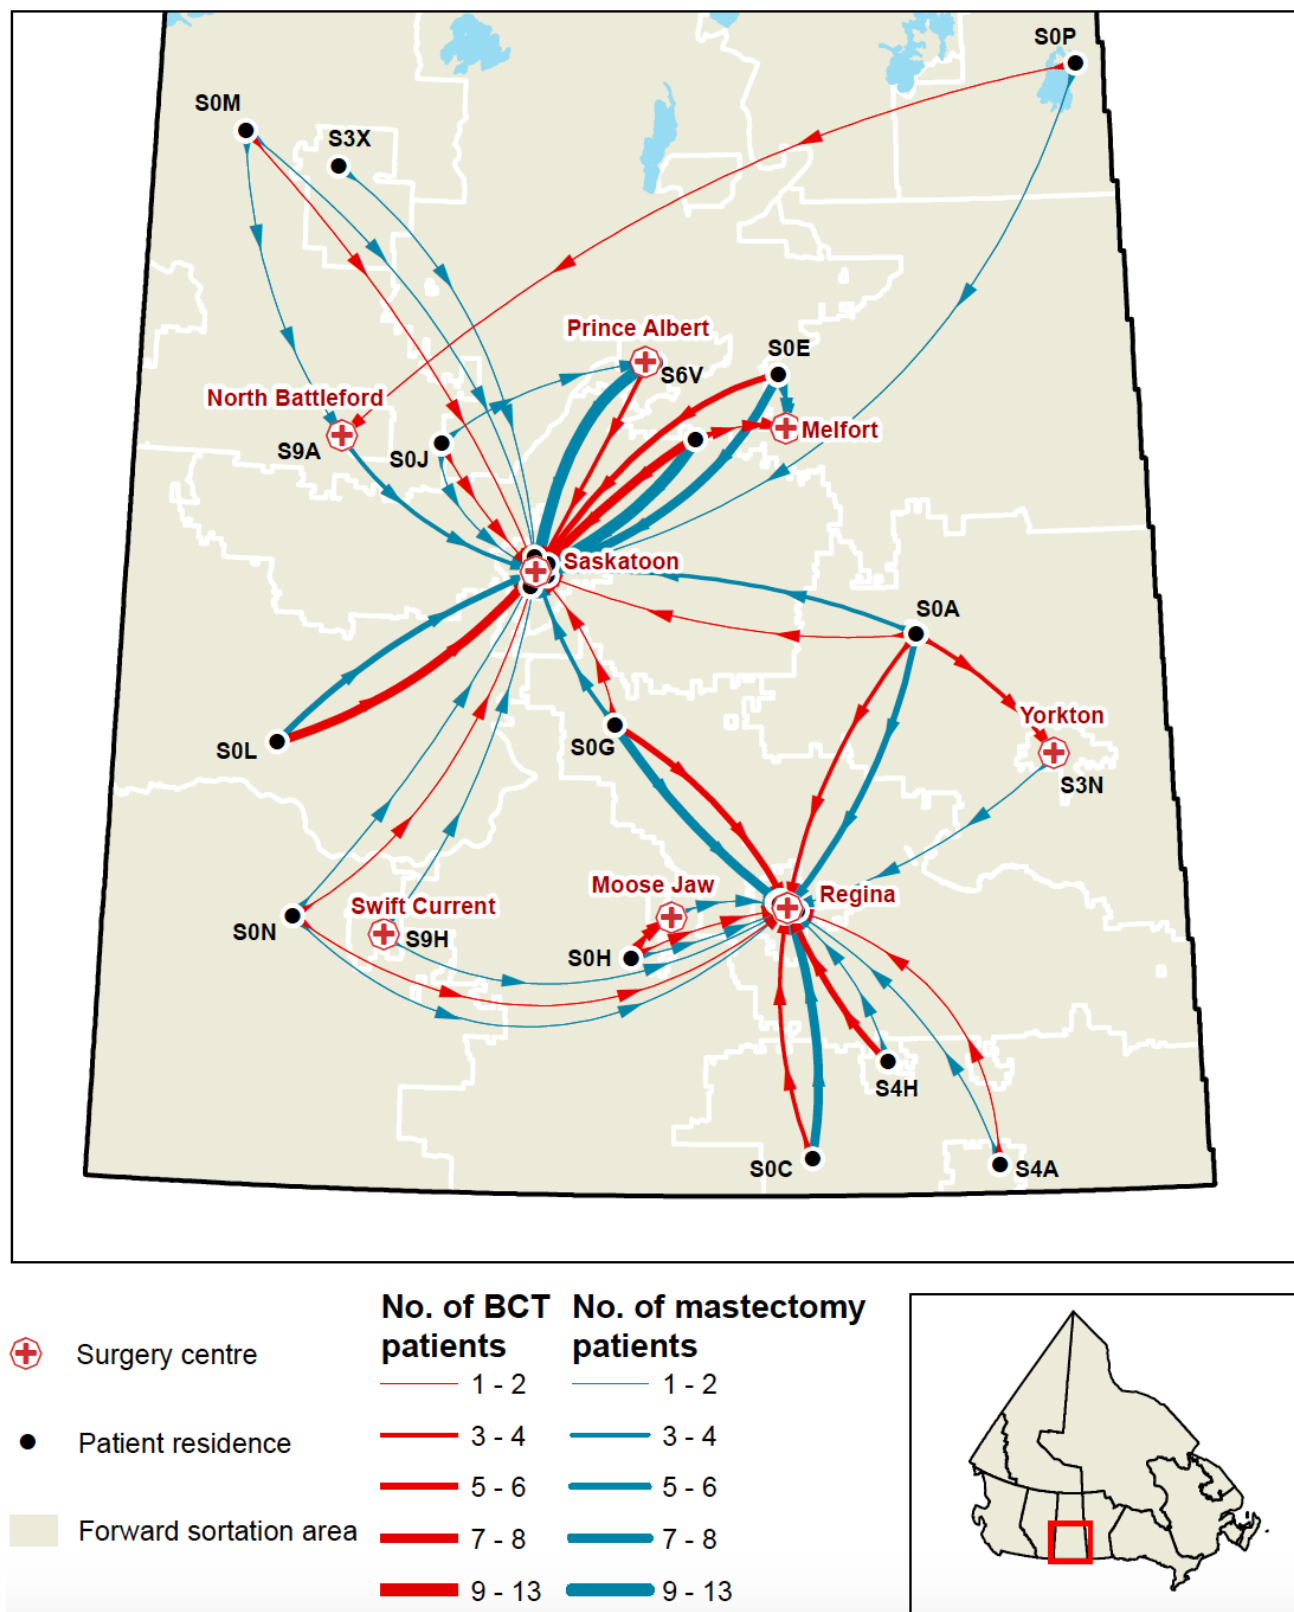 S0P
S0M
S3X
Prince Albert
S0E
S6V
North Battleford
Melfort
S9A
S0J
Saskatoon
S0A
Yorkton
S0L
S0G
S3N
Moose Jaw
Regina
Swift Current
S0N
S9H
S0H
S4H
S0C
S4A
No. of BCT patients
No. of mastectomy patients
Surgery centre
1 - 2
1 - 2
3 - 4
3 - 4
Patient residence
5 - 6
5 - 6
Forward sortation area
7 - 8
7 - 8
9 - 13
9 - 13